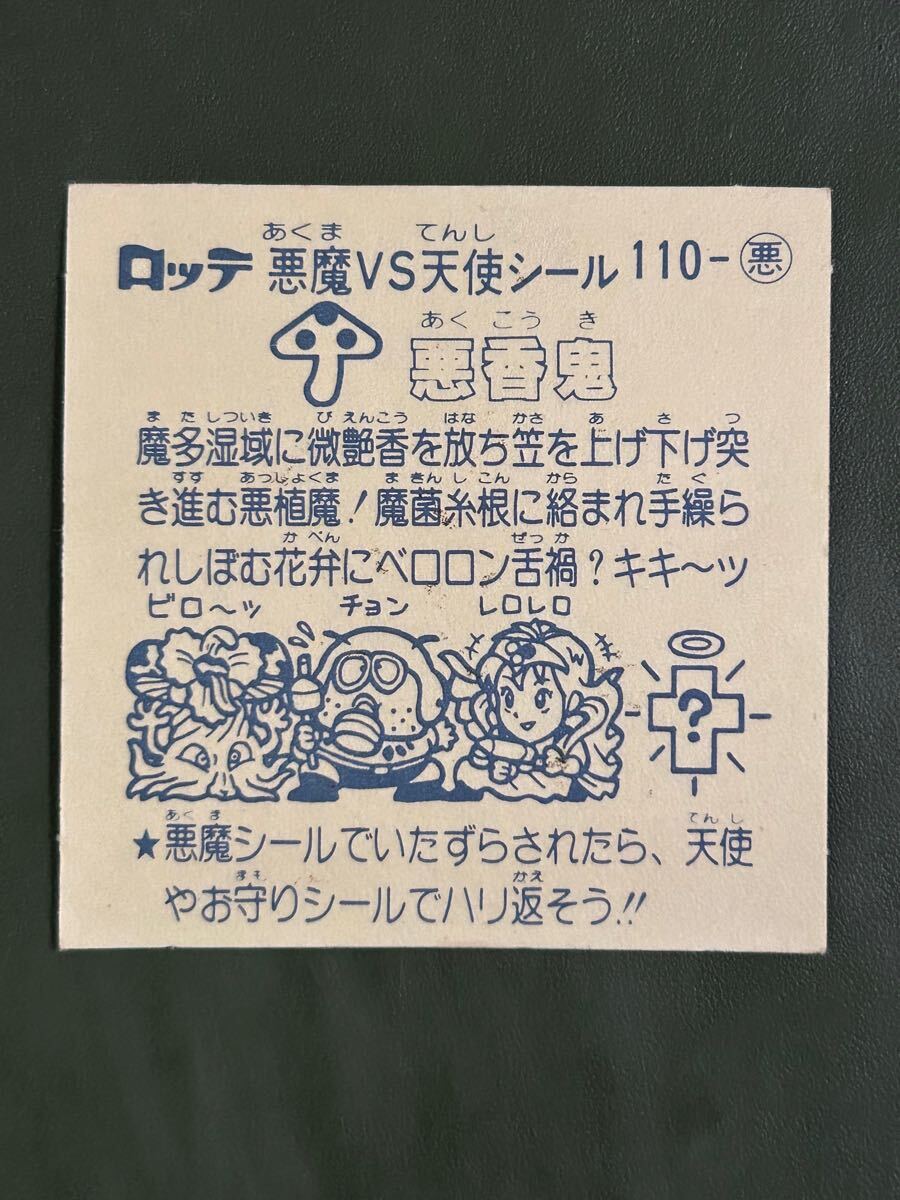 あくま てんし
ロッテ 悪魔VS天使シール 110-悪
あくこうき
悪香鬼
またしついき びえんこう はな かさ あ さ つ
魔多湿域に微艶香を放ち笠を上げ下げ突
すす あっしょくま まきんしこん から たぐ
き進む悪植魔!魔菌糸根に絡まれ手繰ら
かべん ぜっか
れしぼむ花弁にベロロン舌禍?キキ〜ッ
ビロ〜ッ チョン レロレロ
?
あくま てんし
★悪魔シールでいたずらされたら、天使
まも かえ
やお守りシールでハリ返そう!!